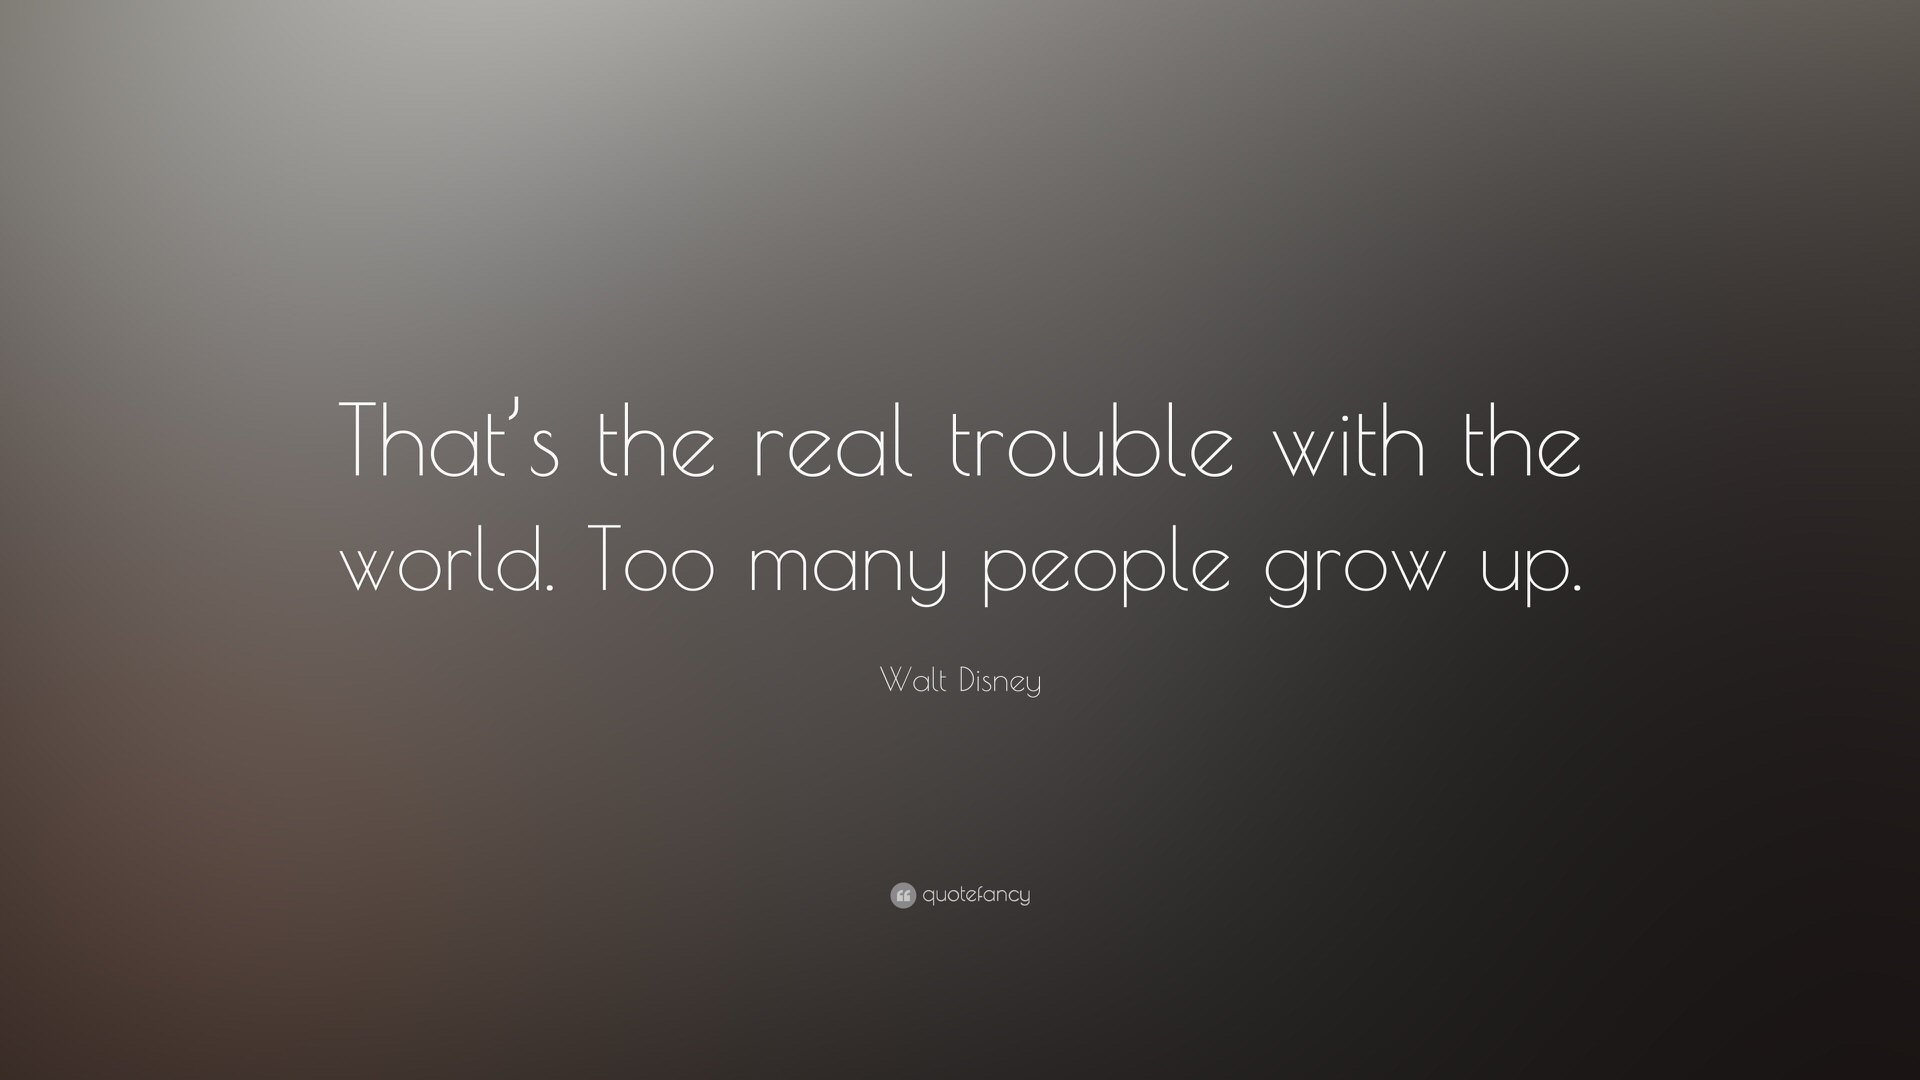 That’s the real trouble with the
world. Too many people grow up.
Walt Disney
quotefancy